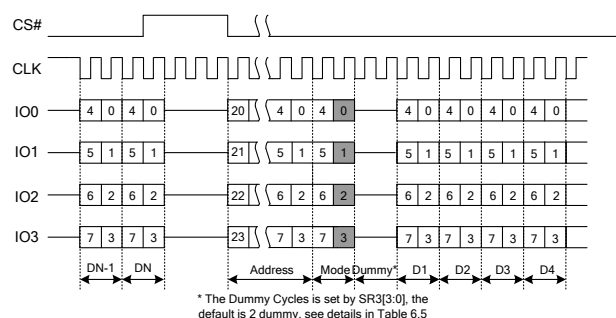 CS#
CLK
IO0 4 0 4 0 20 4 0 4 0 4 0 4 0 4 0 4 0
IO1 5 1 5 1 21 5 1 5 1 5 1 5 1 5 1 5 1
IO2 6 2 6 2 22 6 2 6 2 6 2 6 2 6 2 6 2
IO3 7 3 7 3 23 7 3 7 3 7 3 7 3 7 3 7 3
DN-1 DN Address Mode Dummy* D1 D2 D3 D4
* The Dummy Cycles is set by SR3[3:0], the
default is 2 dummy, see details in Table 6.5